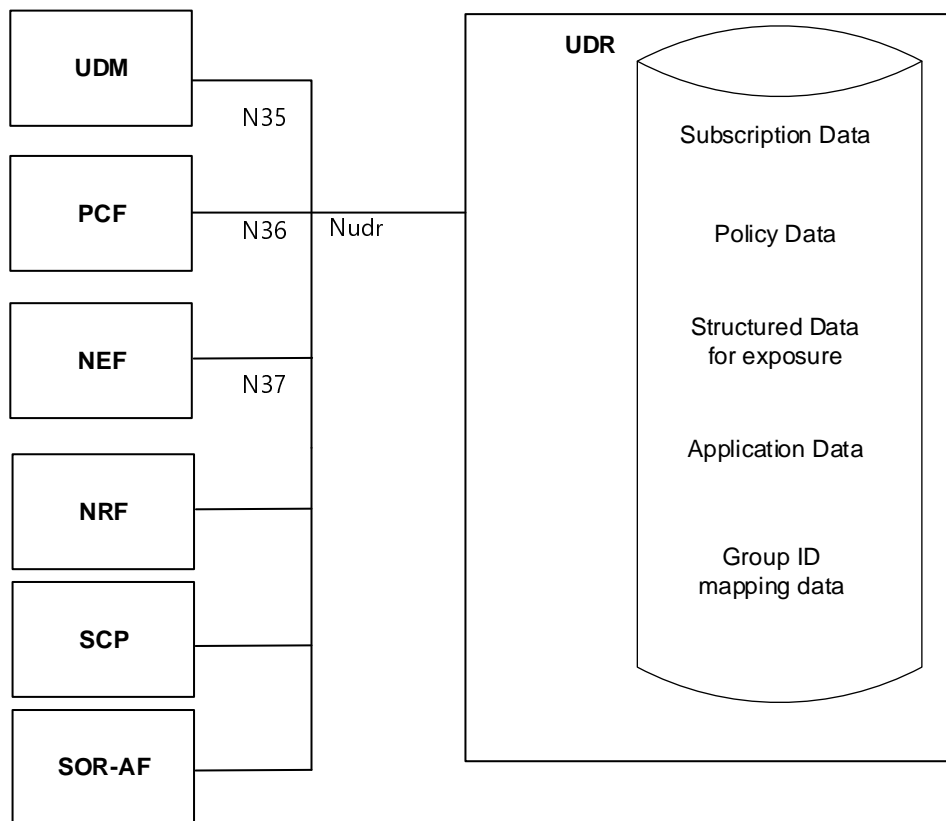 UDM
N35
PCF
N36
Nudr
NEF
N37
NRF
SCP
SOR-AF
UDR
Subscription Data
Policy Data
Structured Data
for exposure
Application Data
Group ID
mapping data